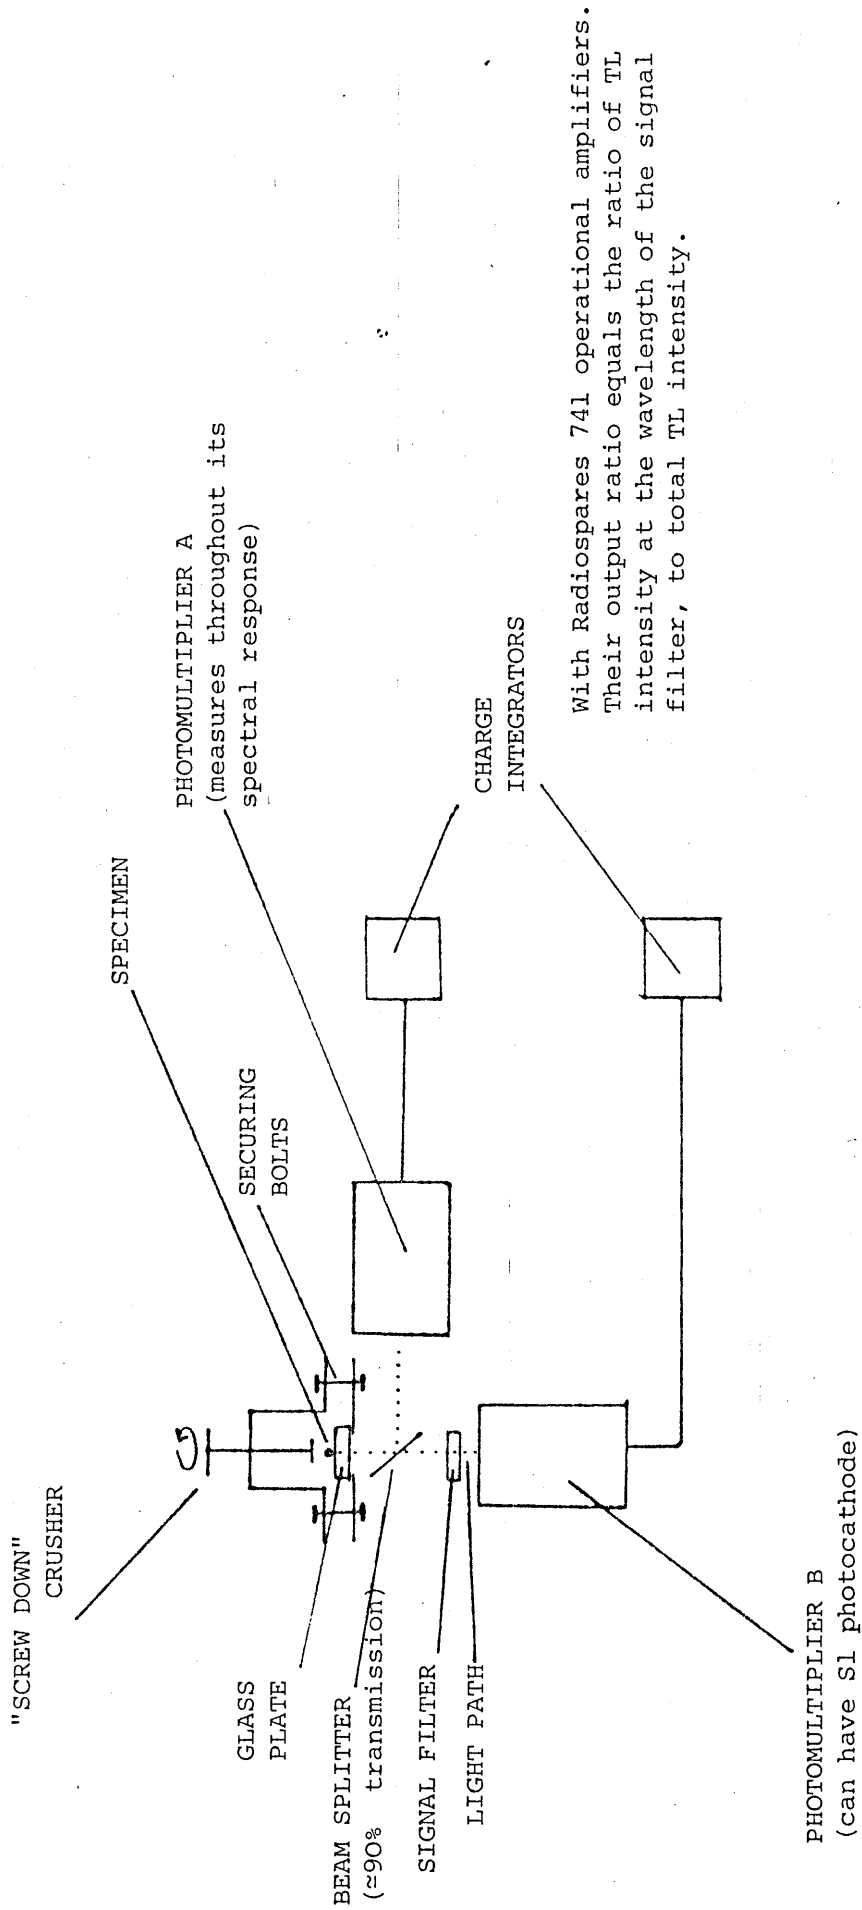 "SCREW DOWN"
CRUSHER
SPECIMEN
SECURING
BOLTS
PHOTOMULTIPLIER A
(measures throughout its
spectral response)
GLASS
PLATE
BEAM SPLITTER
(≃90% transmission)
SIGNAL FILTER
LIGHT PATH
CHARGE
INTEGRATORS
With Radiospares 741 operational amplifiers.
Their output ratio equals the ratio of TL
intensity at the wavelength of the signal
filter, to total TL intensity.
PHOTOMULTIPLIER B
(can have S1 photocathode)